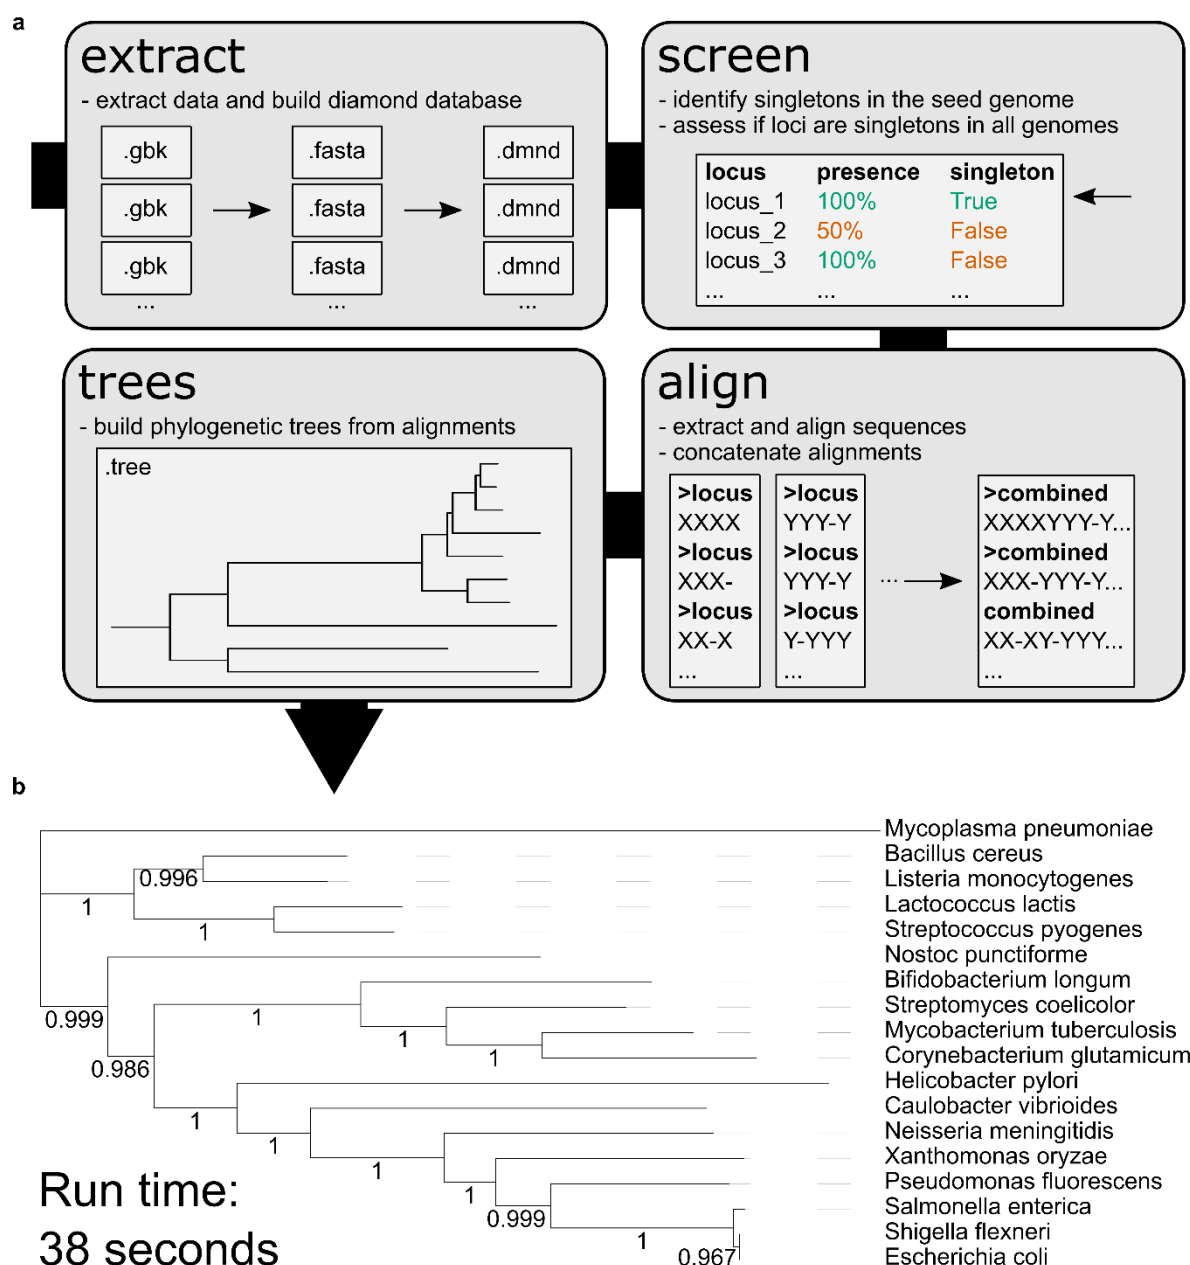 a
extract
- extract data and build diamond database
.gbk .fasta .dmnd
.gbk .fasta .dmnd
.gbk .fasta .dmnd
... ... ...
screen
- identify singletons in the seed genome
- assess if loci are singletons in all genomes
locus presence singleton
locus_1 100% True
locus_2 50% False
locus_3 100% False
... ... ...
trees
- build phylogenetic trees from alignments
.tree
align
- extract and align sequences
- concatenate alignments
>locus >locus >combined
XXXX YYY-Y XXXXYYY-Y...
>locus >locus >combined
XXX- YYY-Y ... XXX-YYY-Y...
>locus >locus combined
XX-X Y-YYY XX-XY-YYY...
... ... ...
b
Mycoplasma pneumoniae
Bacillus cereus
0.996 Listeria monocytogenes
1 Lactococcus lactis
1 Streptococcus pyogenes
Nostoc punctiforme
Bifidobacterium longum
0.999 1 Streptomyces coelicolor
1 Mycobacterium tuberculosis
0.986 1 Corynebacterium glutamicum
Helicobacter pylori
1 Caulobacter vibrioides
1 Neisseria meningitidis
1 Xanthomonas oryzae
1 Pseudomonas fluorescens
0.999 Salmonella enterica
1 Shigella flexneri
0.967 Escherichia coli
Run time:
38 seconds